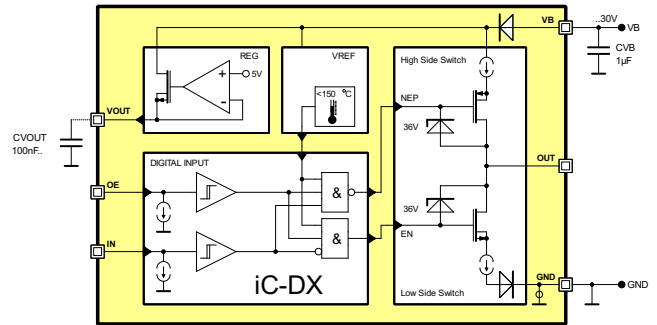 VB
..30V
VB
CVB
1µF
REG
5V
+
-
VREF
<150 °C
High Side Switch
NEP
36V
VOUT
CVOUT
100nF..
DIGITAL INPUT
OE
&
OUT
36V
IN
&
EN
iC-DX
Low Side Switch
GND
GND